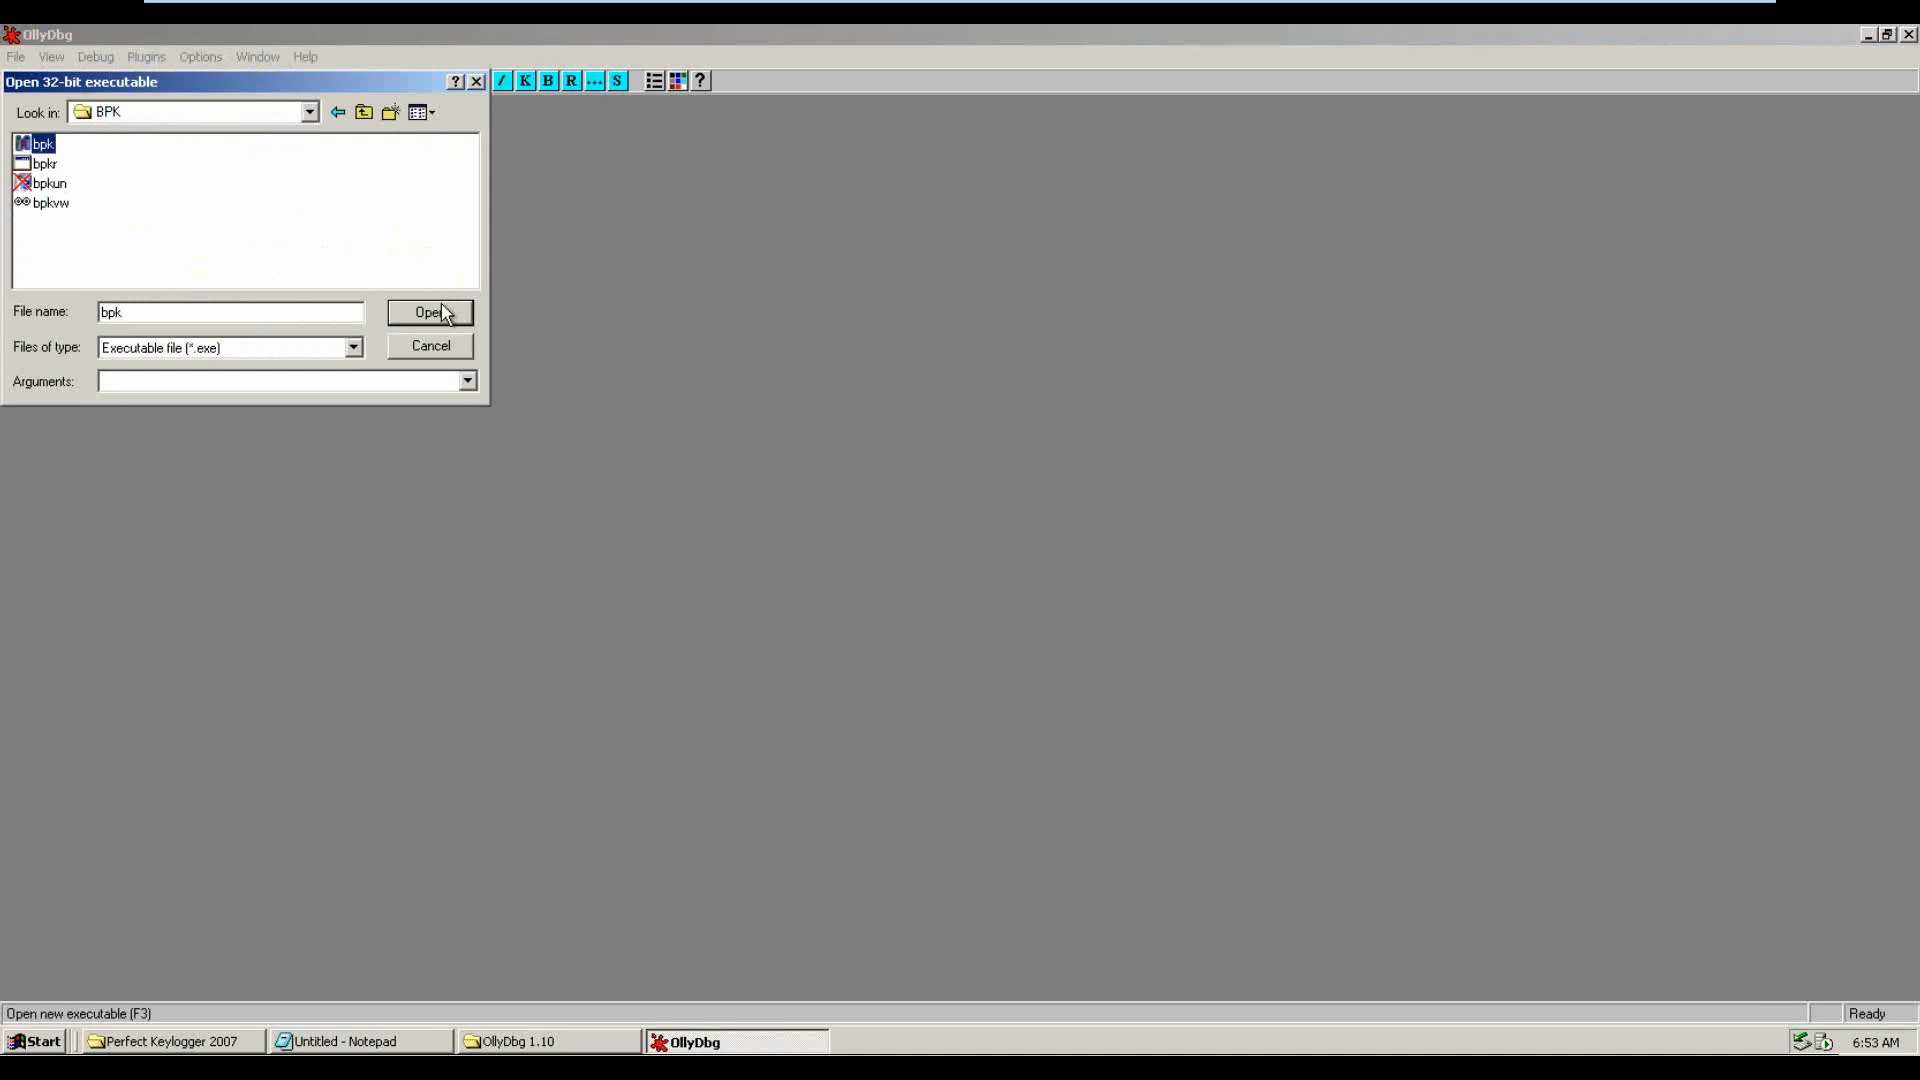 OllyDbg
File View Debug Plugins Options Window Help
Open 32-bit executable
K B R ... S ?
Look in: BPK
bpk
bpkr
bpkun
bpkvw
File name: bpk Open
Files of type: Executable file (*.exe) Cancel
Arguments:
Open new executable (F3) Ready
Start Perfect Keylogger 2007 Untitled - Notepad OllyDbg 1.10 OllyDbg 6:53 AM